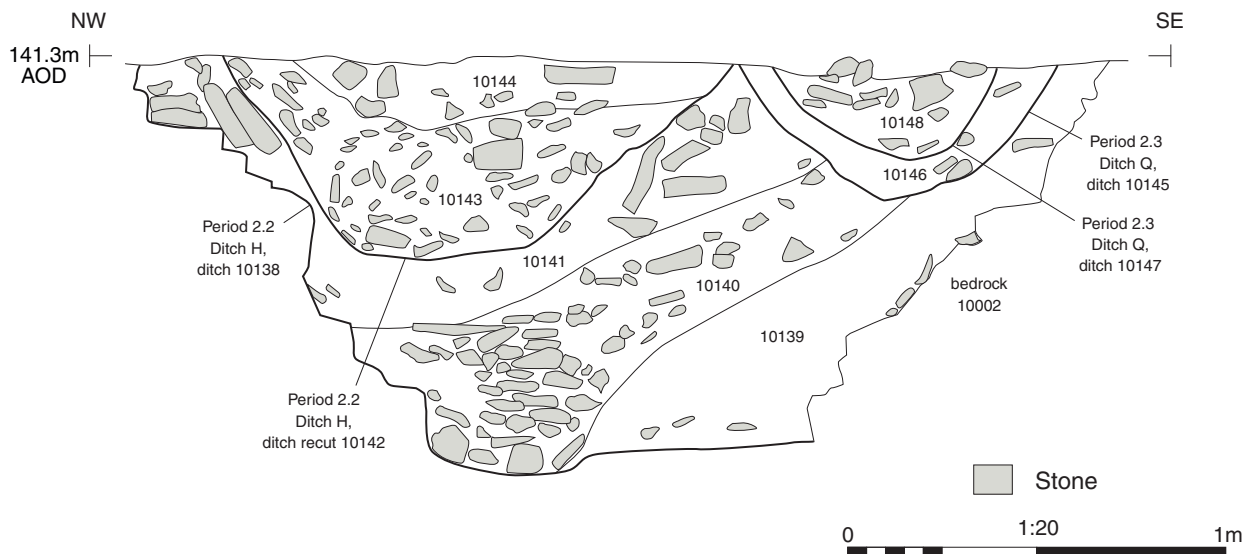 NW
SE
141.3m
AOD
10144
10148
10146
10143
10141
10140
10139
Period 2.3
Ditch Q,
ditch 10145
Period 2.3
Ditch Q,
ditch 10147
Period 2.2
Ditch H,
ditch 10138
bedrock
10002
Period 2.2
Ditch H,
ditch recut 10142
Stone
0
1:20
1m